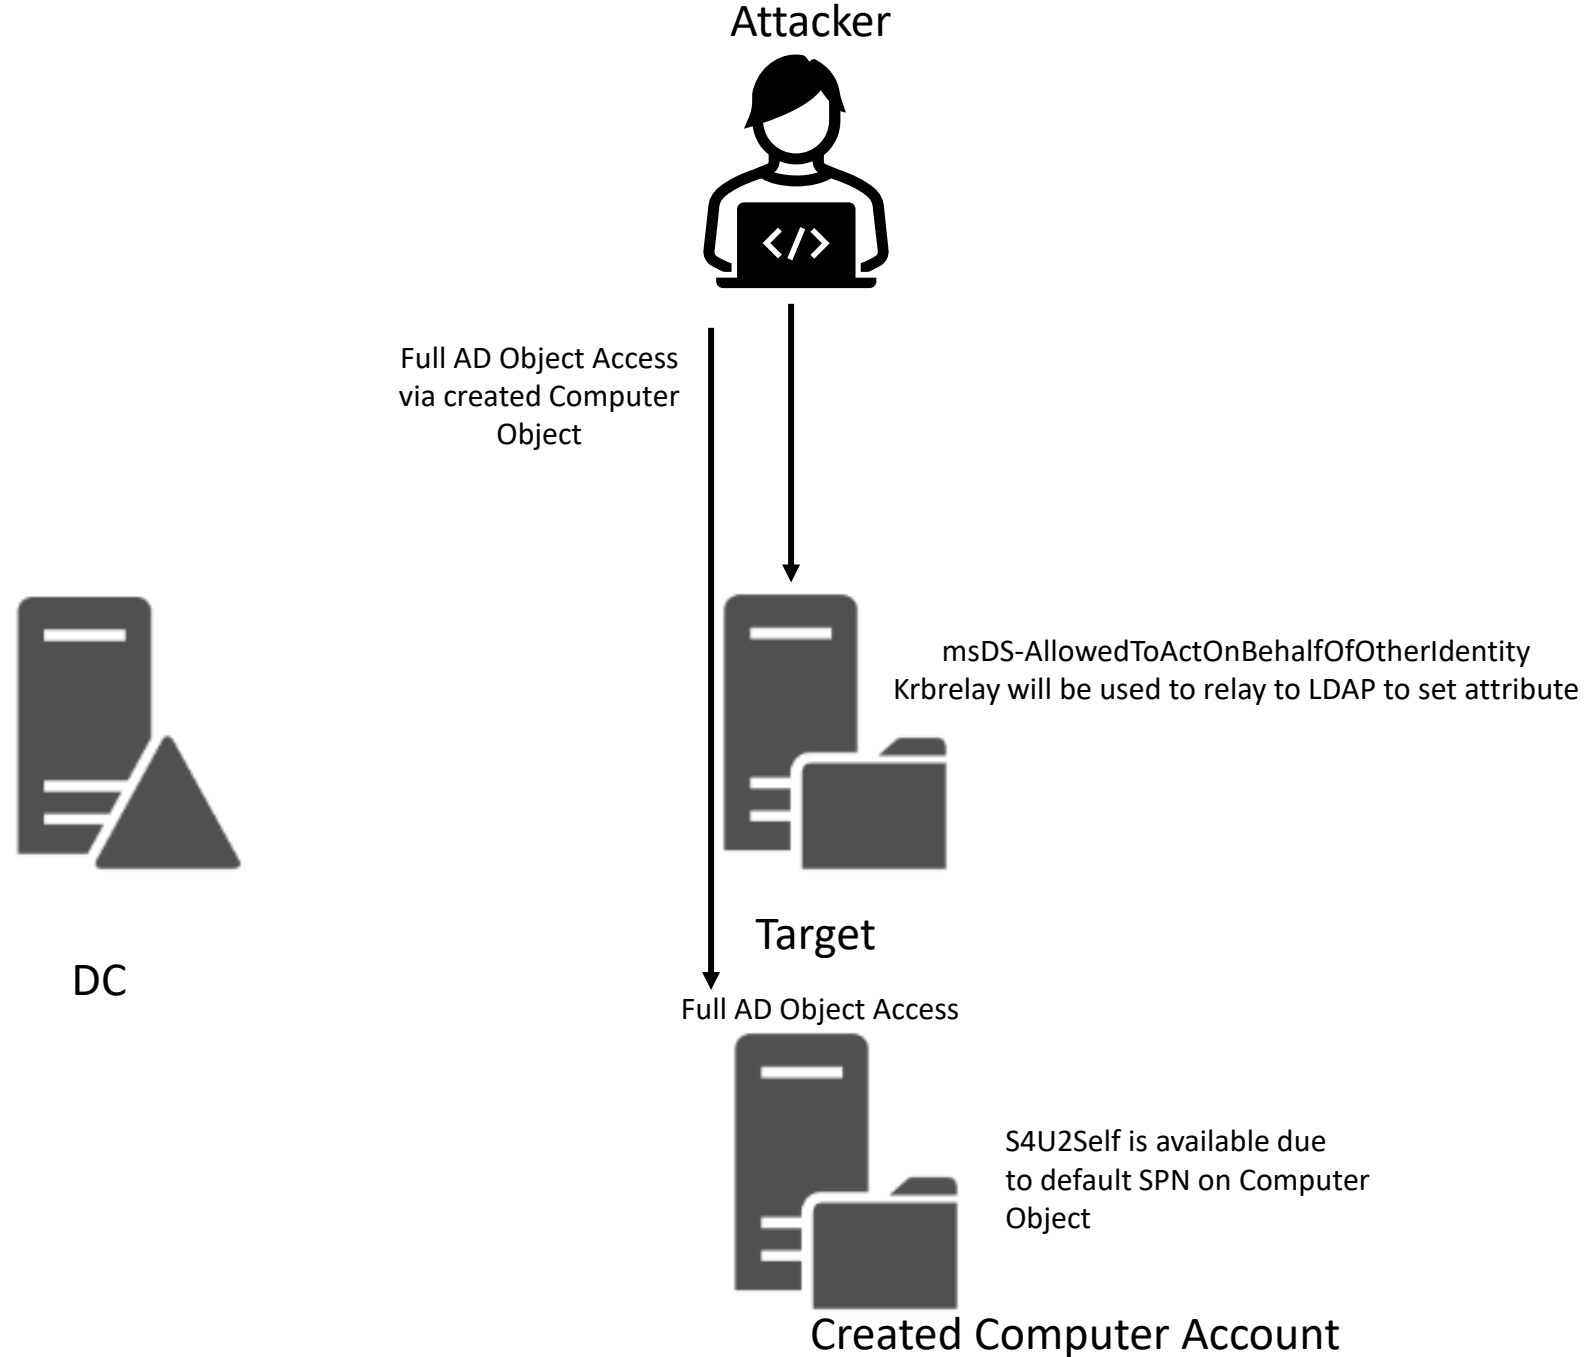 Attacker
</>
Full AD Object Access
via created Computer
Object
msDS-AllowedToActOnBehalfOfOtherIdentity
Krbrelay will be used to relay to LDAP to set attribute
Target
DC
Full AD Object Access
S4U2Self is available due
to default SPN on Computer
Object
Created Computer Account